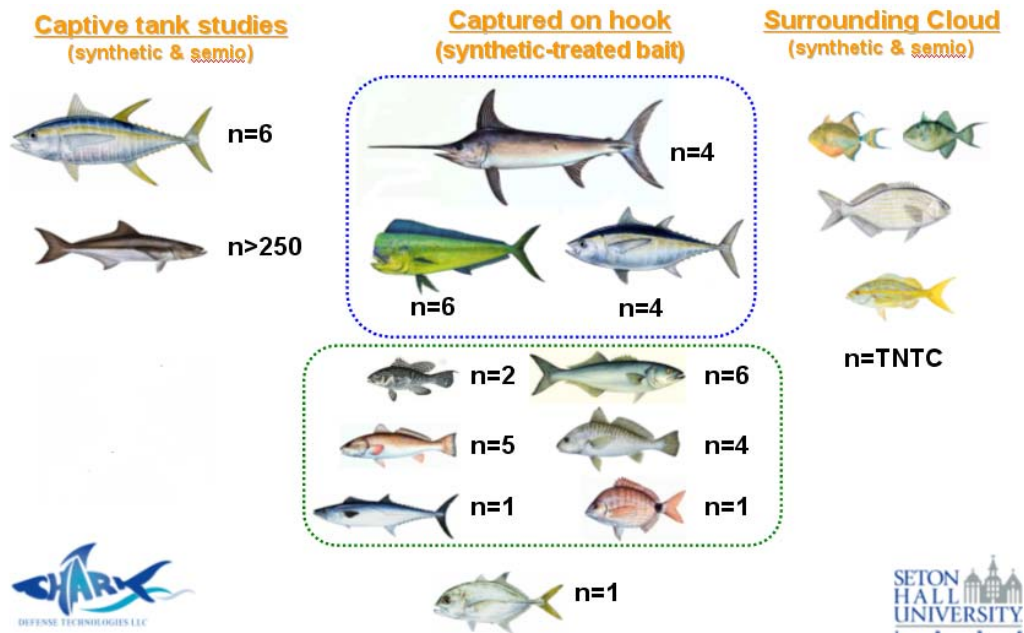 Captive tank studies
(synthetic & semio)
n=6
n>250
Captured on hook
(synthetic-treated bait)
n=4
n=6
n=4
n=2
n=6
n=5
n=4
n=1
n=1
n=1
Surrounding Cloud
(synthetic & semio)
n=TNTC
SHARK
DEFENSE TECHNOLOGIES LLC
SETON
HALL
UNIVERSITY